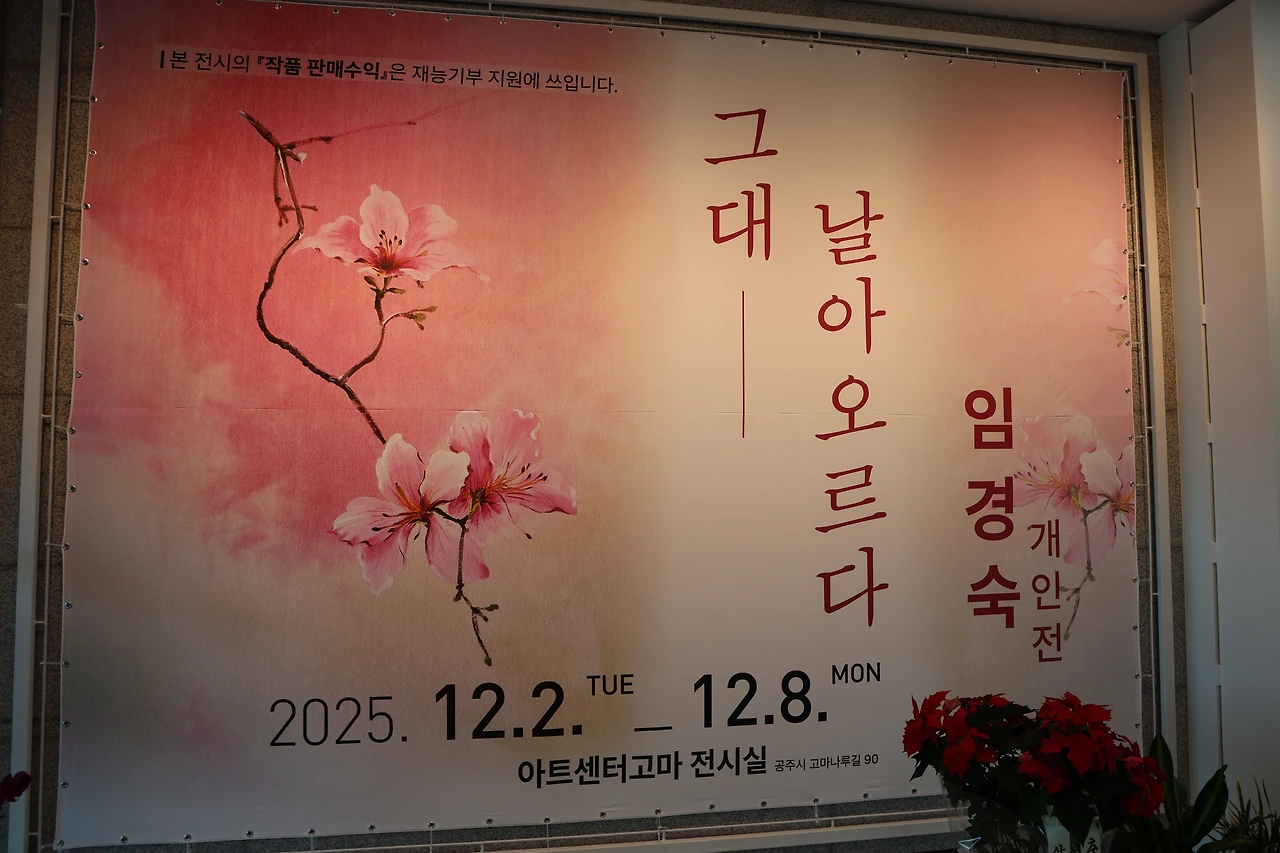 본 전시의 『작품 판매수익』은 재능기부 지원에 쓰입니다.
그대
날아오르다
임경숙
개인전
2025. 12.2. TUE _ 12.8. MON
아트센터고마 전시실 공주시 고마나루길 90
축